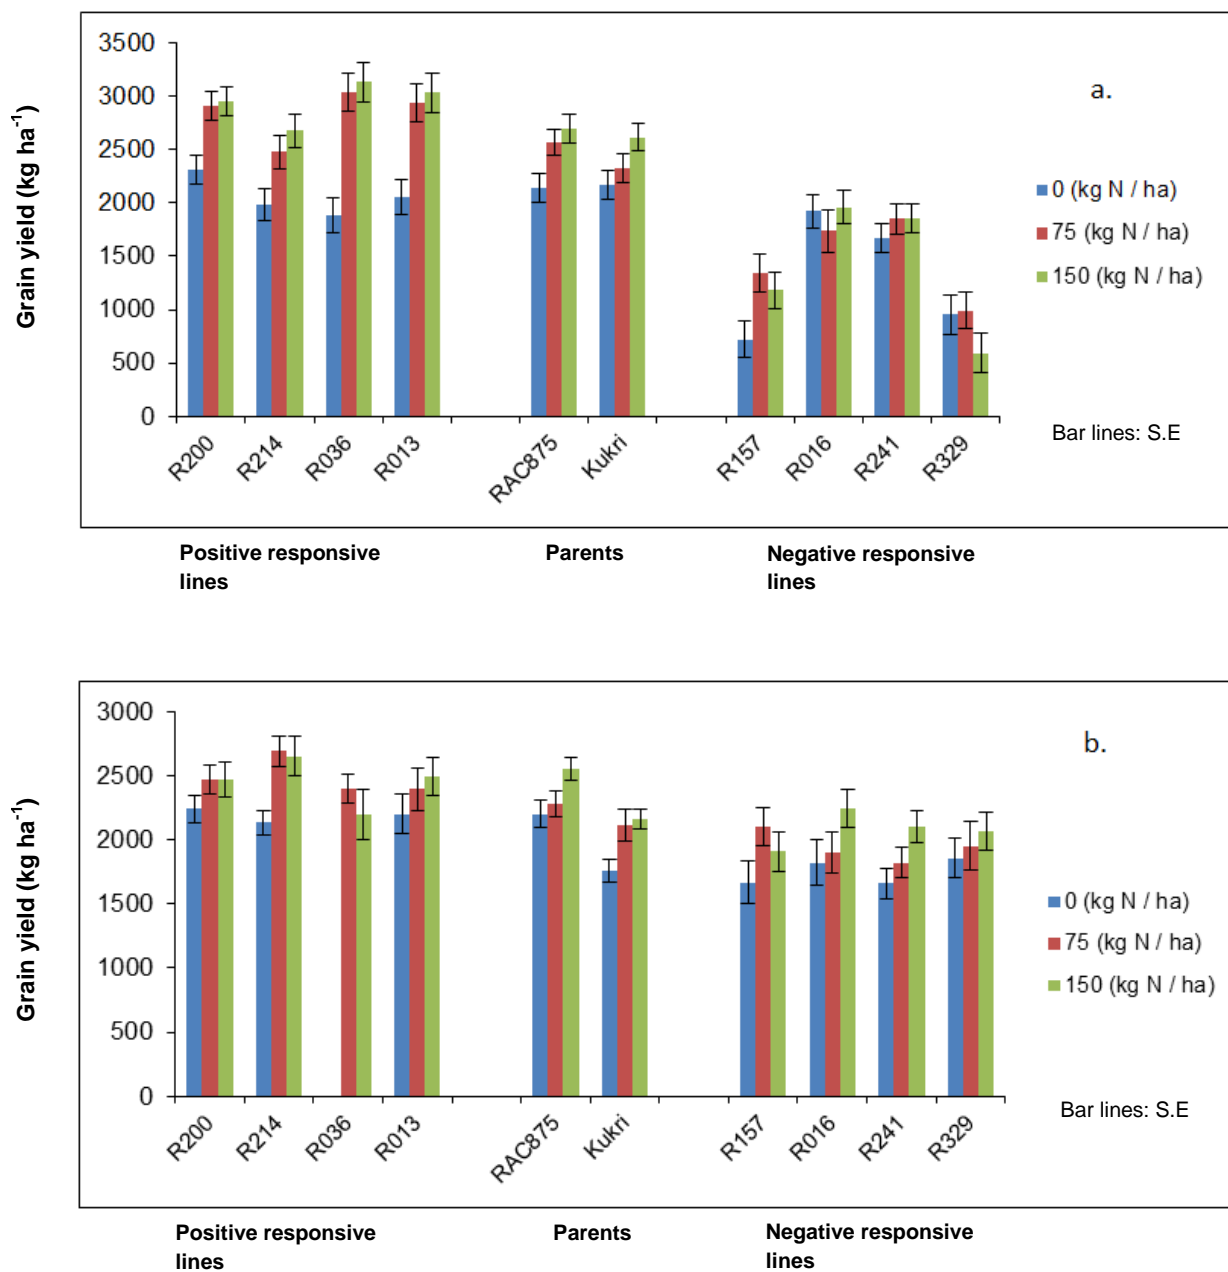 a.
Grain yield (kg ha-1)
3500
3000
2500
2000
1500
1000
500
0
0 (kg N / ha)
75 (kg N / ha)
150 (kg N / ha)
Bar lines: S.E
R200
R214
R036
R013
RAC875
Kukri
R157
R016
R241
R329
Positive responsive
lines
Parents
Negative responsive
lines
b.
Grain yield (kg ha-1)
3000
2500
2000
1500
1000
500
0
0 (kg N / ha)
75 (kg N / ha)
150 (kg N / ha)
Bar lines: S.E
R200
R214
R036
R013
RAC875
Kukri
R157
R016
R241
R329
Positive responsive
lines
Parents
Negative responsive
lines